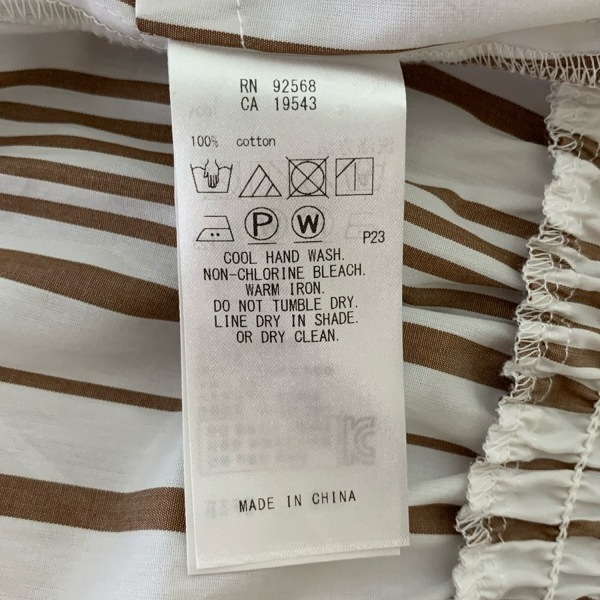 RN 92568
CA 19543
100% cotton
P W
P23
COOL HAND WASH.
NON-CHLORINE BLEACH.
WARM IRON.
DO NOT TUMBLE DRY.
LINE DRY IN SHADE.
OR DRY CLEAN.
MADE IN CHINA